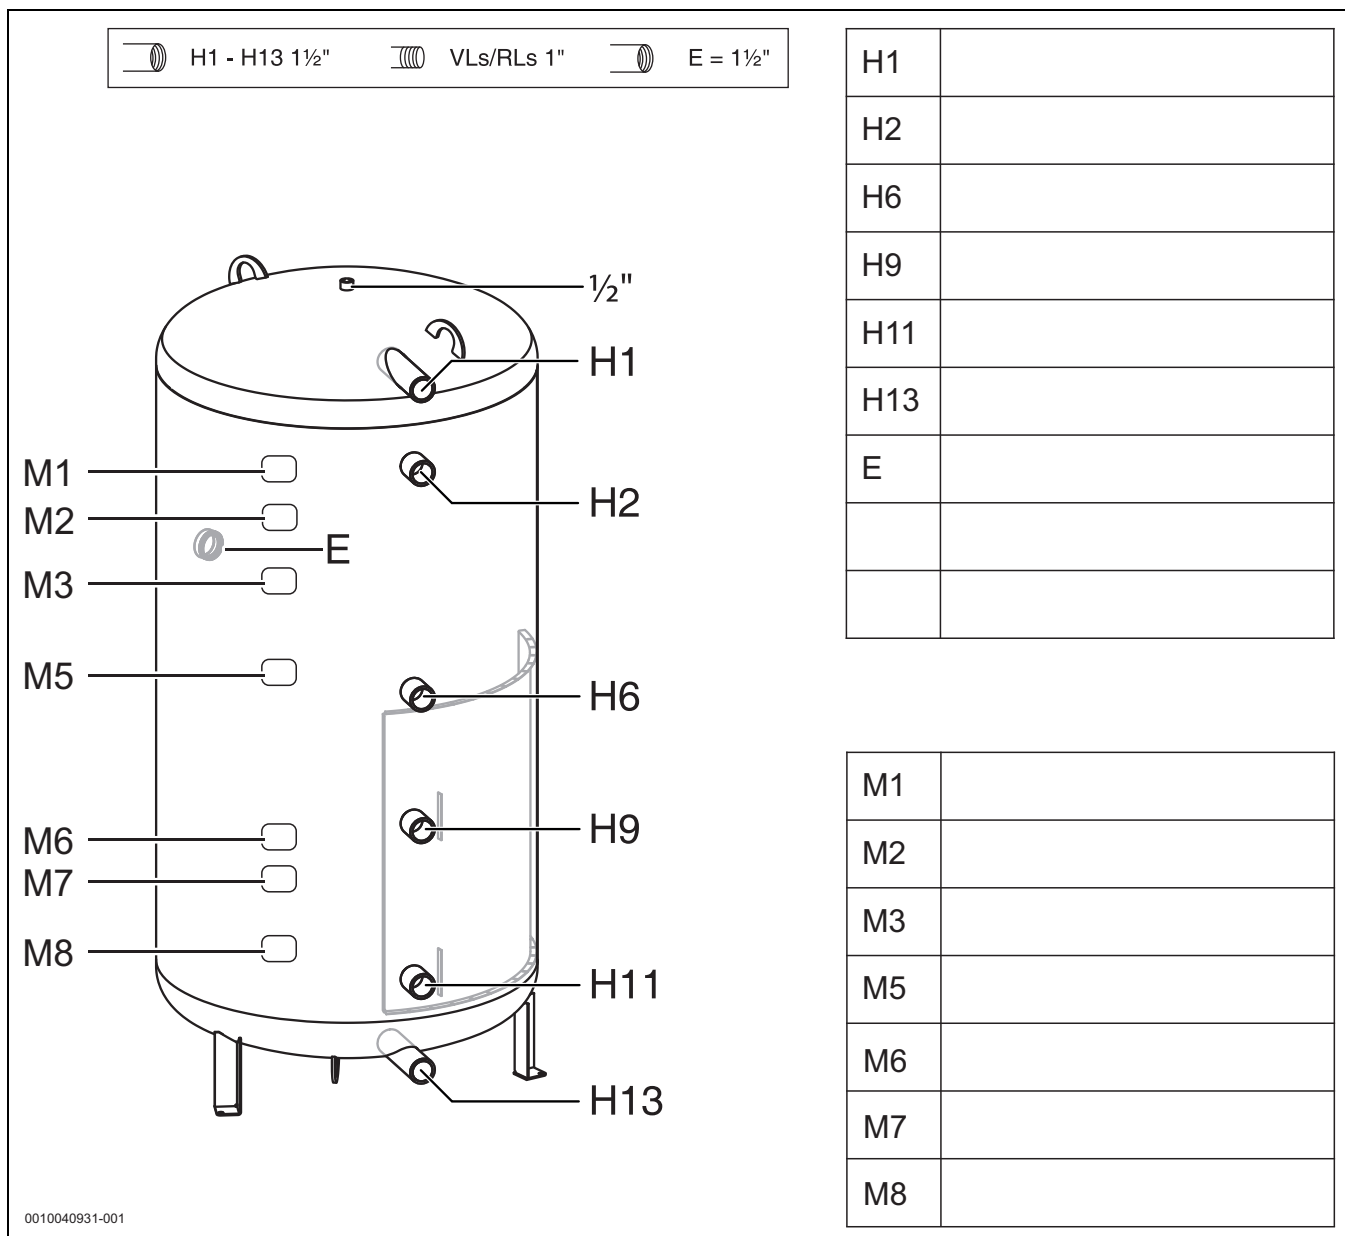 H1 - H13 1½" VLs/RLs 1" E = 1½"
½"
H1
H2
E
H6
H9
H11
H13
M1
M2
M3
M5
M6
M7
M8
0010040931-001
H1
H2
H6
H9
H11
H13
E
M1
M2
M3
M5
M6
M7
M8